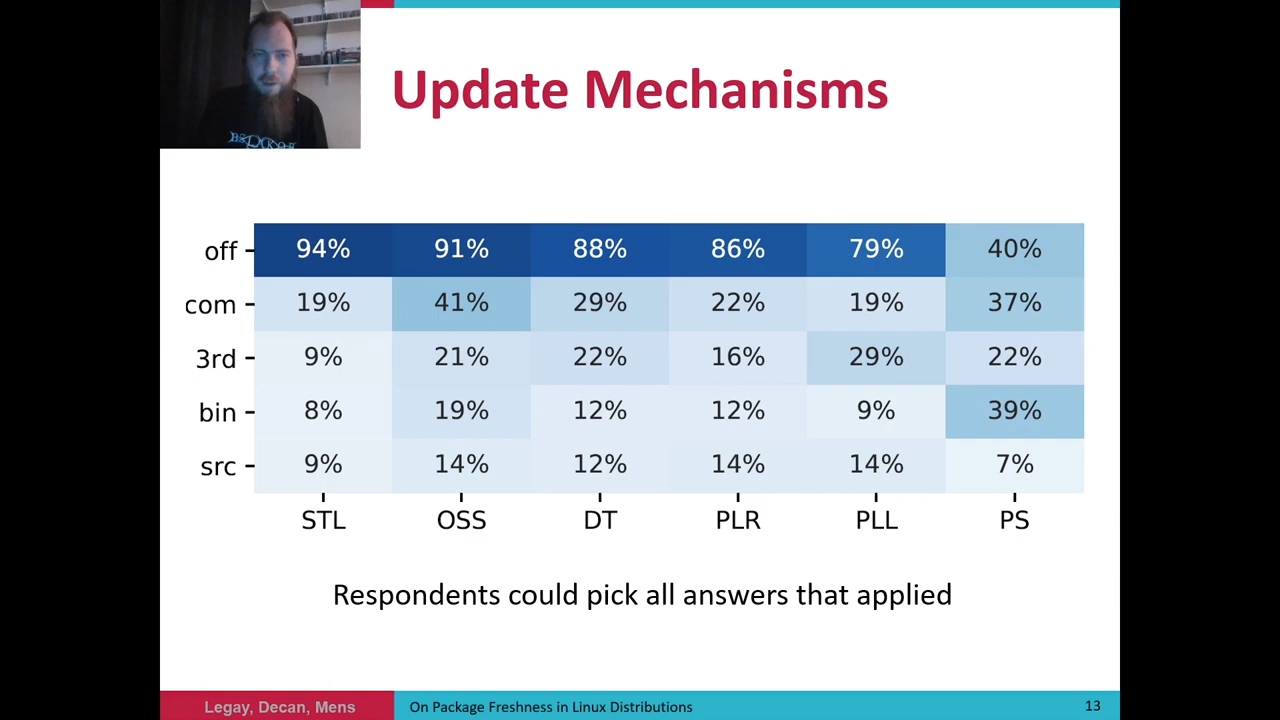 Update Mechanisms
off 94% 91% 88% 86% 79% 40%
com 19% 41% 29% 22% 19% 37%
3rd 9% 21% 22% 16% 29% 22%
bin 8% 19% 12% 12% 9% 39%
src 9% 14% 12% 14% 14% 7%
STL OSS DT PLR PLL PS
Respondents could pick all answers that applied
Legay, Decan, Mens On Package Freshness in Linux Distributions 13